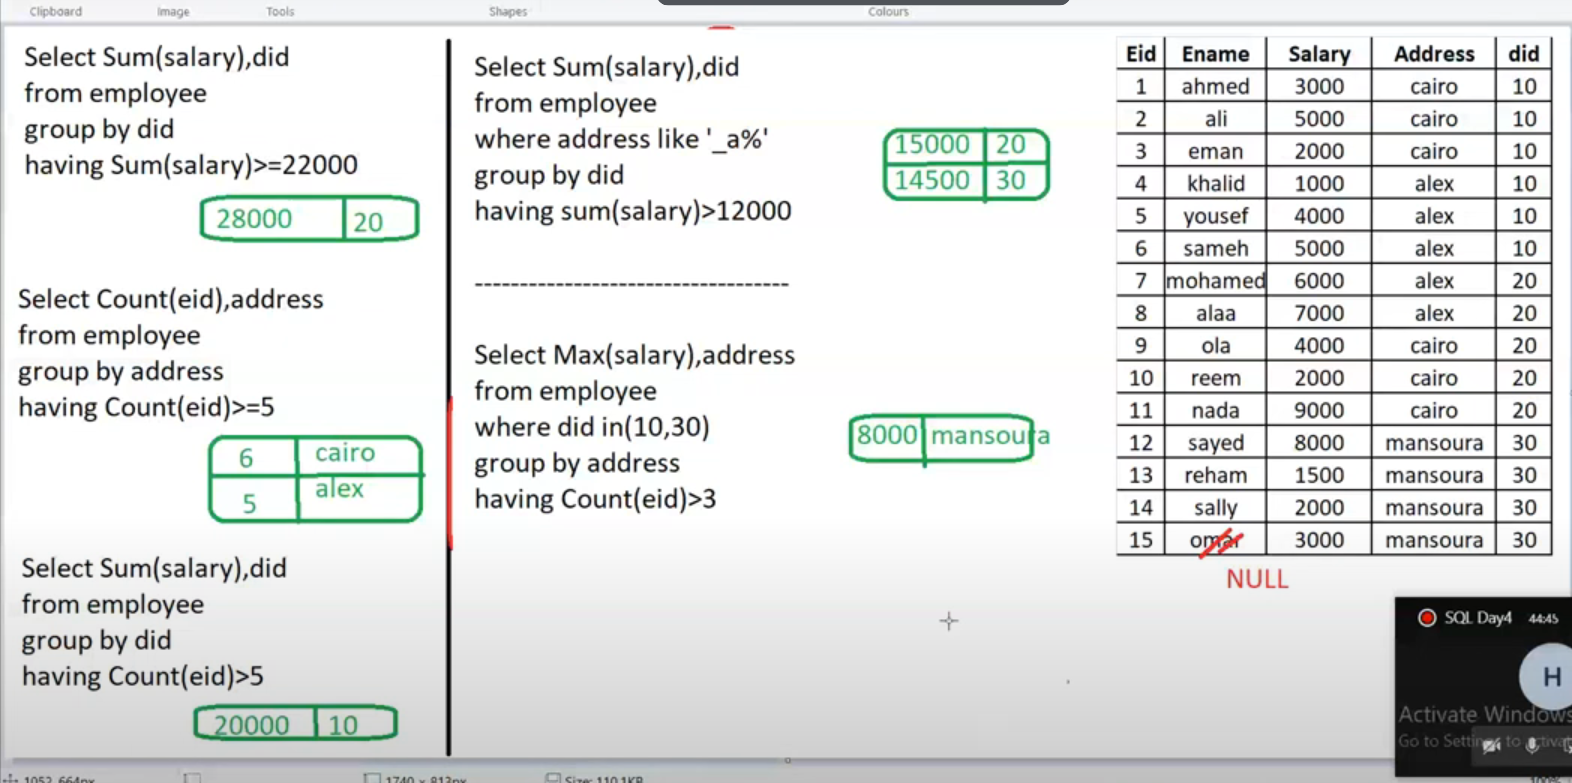 Clipboard
Image
Tools
Shapes
Colours
Select Sum(salary),did
from employee
group by did
having Sum(salary)>=22000
28000 20
Select Count(eid),address
from employee
group by address
having Count(eid)>=5
6 cairo
5 alex
Select Sum(salary),did
from employee
group by did
having Count(eid)>5
20000 10
Select Sum(salary),did
from employee
where address like '_a%'
group by did
having sum(salary)>12000
15000 20
14500 30
----------------------------------
Select Max(salary),address
from employee
where did in(10,30)
group by address
having Count(eid)>3
8000 mansoura
Eid Ename Salary Address did
1 ahmed 3000 cairo 10
2 ali 5000 cairo 10
3 eman 2000 cairo 10
4 khalid 1000 alex 10
5 yousef 4000 alex 10
6 sameh 5000 alex 10
7 mohamed 6000 alex 20
8 alaa 7000 alex 20
9 ola 4000 cairo 20
10 reem 2000 cairo 20
11 nada 9000 cairo 20
12 sayed 8000 mansoura 30
13 reham 1500 mansoura 30
14 sally 2000 mansoura 30
15 omar 3000 mansoura 30
NULL
SQL Day4 44:45
H
Activate Windows
Go to Settin to activa
1052, 664px
1740 × 813px
Size: 110.1KB
100%